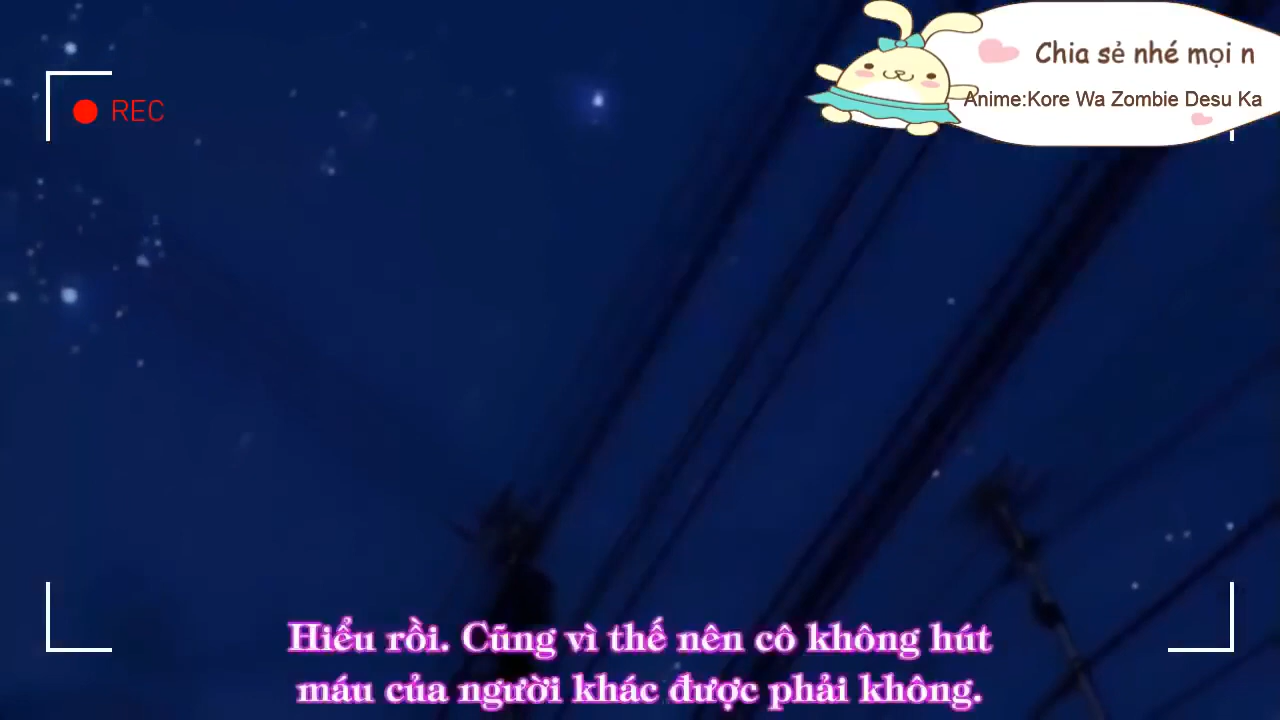 Chia sẻ nhé mọi n
Anime:Kore Wa Zombie Desu Ka
REC
Hiểu rồi. Cũng vì thế nên cô không hút
máu của người khác được phải không.